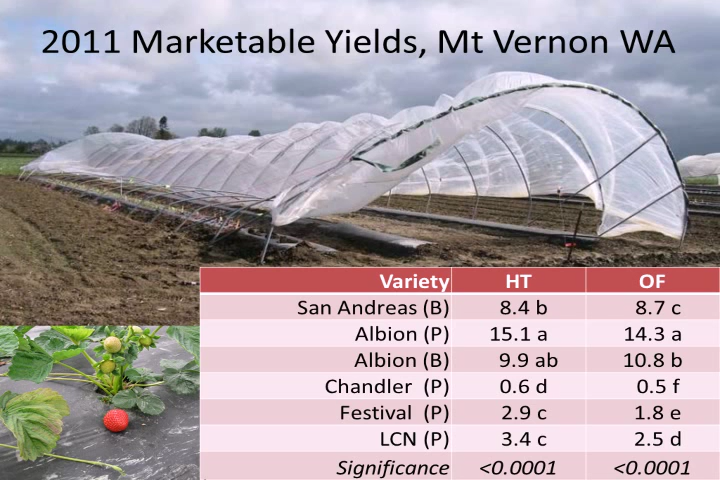 2011 Marketable Yields, Mt Vernon WA
Variety HT OF
San Andreas (B) 8.4 b 8.7 c
Albion (P) 15.1 a 14.3 a
Albion (B) 9.9 ab 10.8 b
Chandler (P) 0.6 d 0.5 f
Festival (P) 2.9 c 1.8 e
LCN (P) 3.4 c 2.5 d
Significance <0.0001 <0.0001